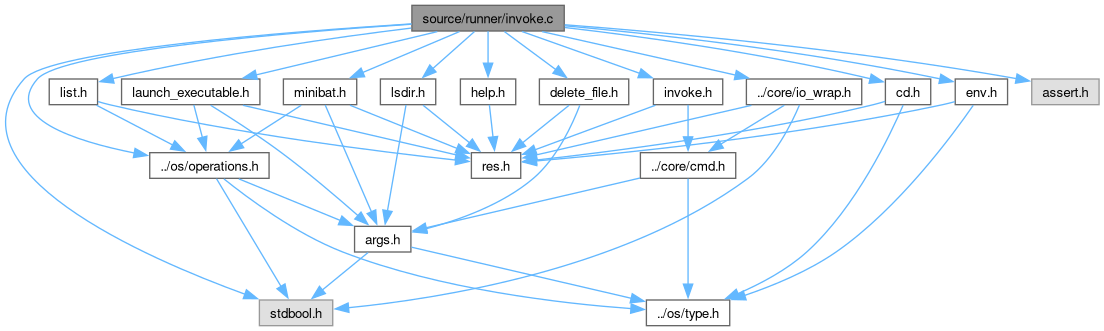 source/runner/invoke.c
list.h
launch_executable.h
minibat.h
lsdir.h
help.h
delete_file.h
invoke.h
../core/io_wrap.h
cd.h
env.h
assert.h
../os/operations.h
res.h
../core/cmd.h
args.h
stdbool.h
../os/type.h